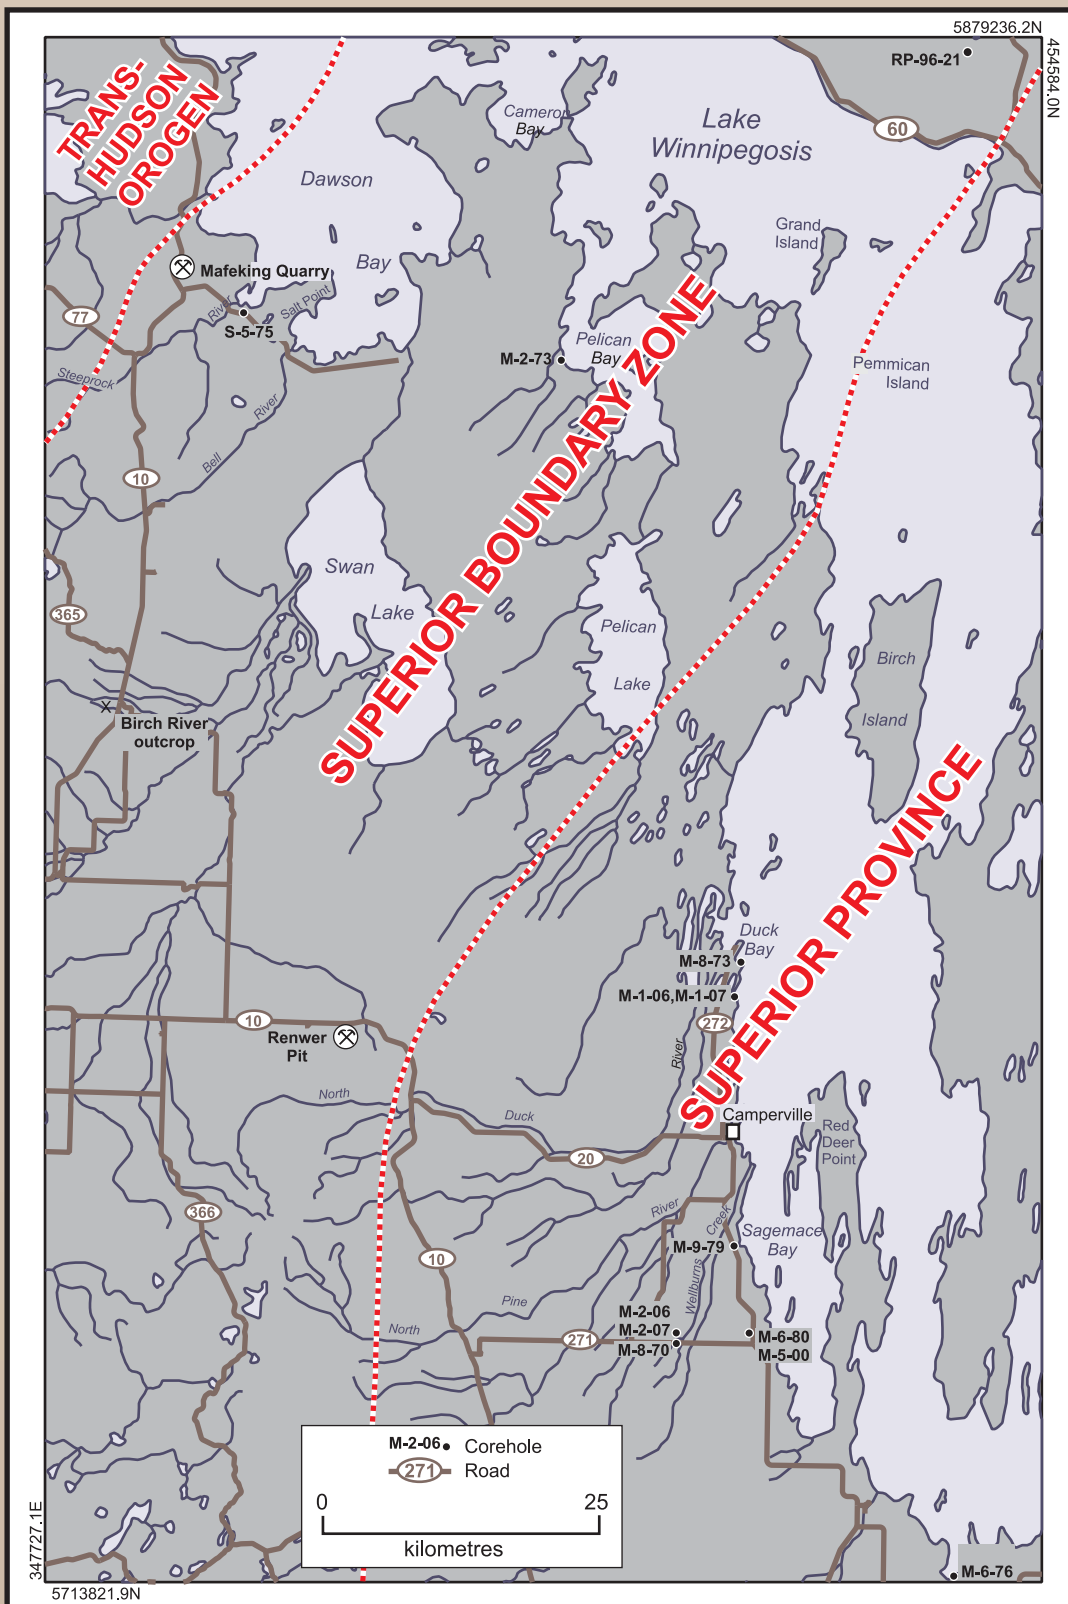 5879236.2N
454584.0N
RP-96-21
TRANS-
HUDSON
OROGEN
Cameron
Bay
Lake
Winnipegosis
60
Dawson
Bay
Grand
Island
Mafeking Quarry
River
Salt Point
77
S-5-75
Pelican
Bay
M-2-73
Steeprock
River
Pemmican
Island
Bell
10
SUPERIOR BOUNDARY ZONE
Swan
Lake
365
Pelican
Lake
Birch
Island
Birch River
outcrop
SUPERIOR PROVINCE
Duck
Bay
M-8-73
M-1-06,M-1-07
272
10
Renwer
Pit
River
North
Duck
Camperville
Red
Deer
Point
20
366
River
Creek
Sagemace
Bay
M-9-79
10
Wellburns
Pine
North
M-2-06
M-2-07
M-8-70
271
M-6-80
M-5-00
M-2-06 Corehole
271 Road
0 25
kilometres
M-6-76
347727.1E
5713821.9N